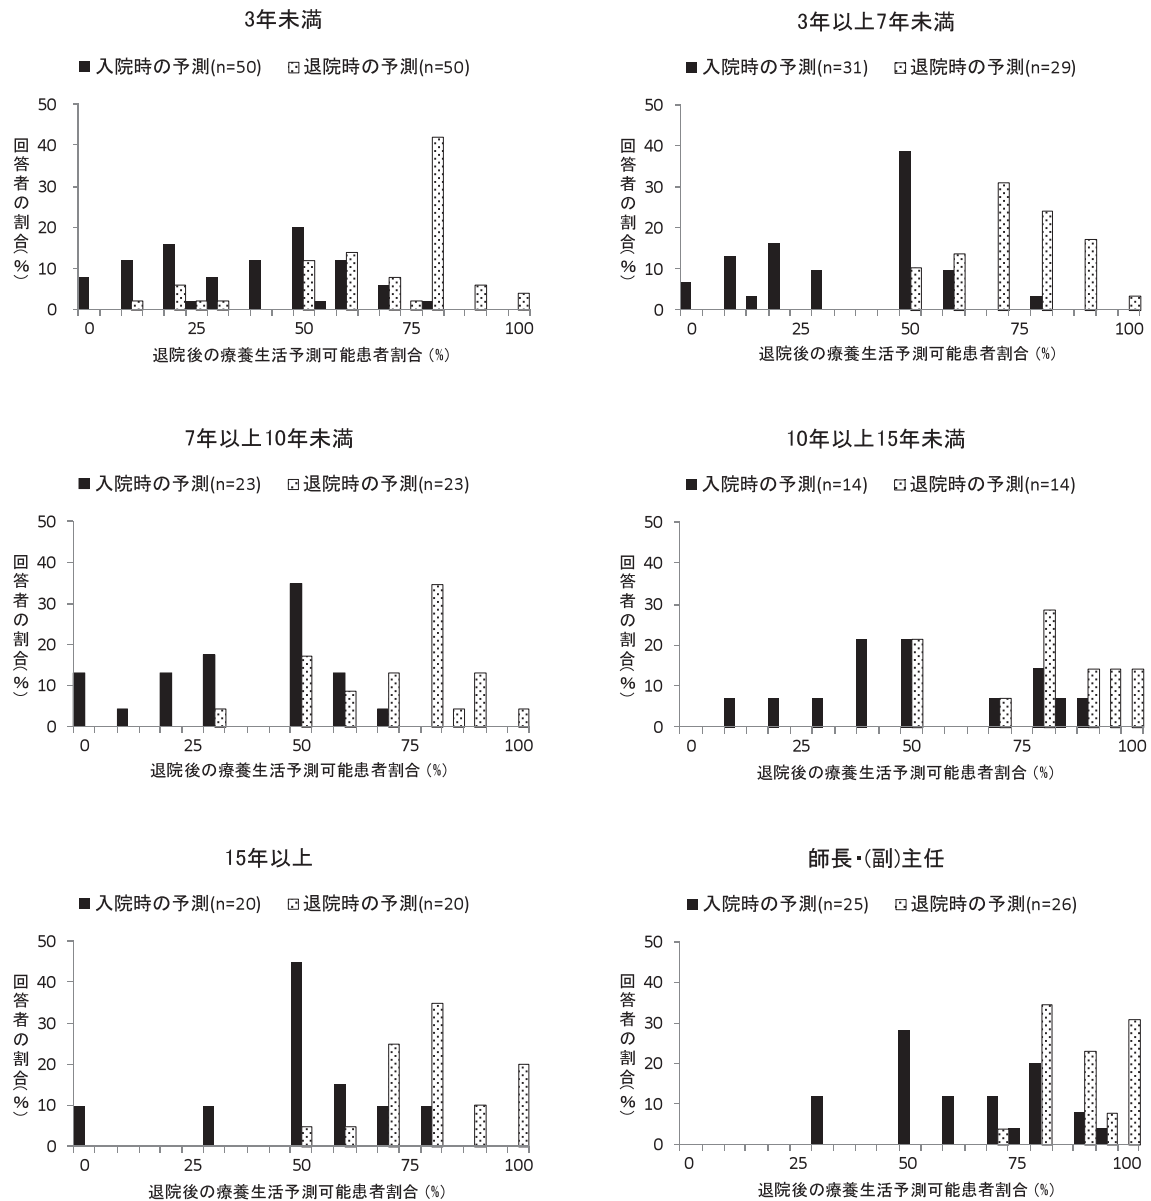 3年未満
■ 入院時の予測(n=50) 退院時の予測(n=50)
回答者の割合(%)
50
40
30
20
10
0
0 25 50 75 100
退院後の療養生活予測可能患者割合(%)
3年以上7年未満
■ 入院時の予測(n=31) 退院時の予測(n=29)
回答者の割合(%)
50
40
30
20
10
0
0 25 50 75 100
退院後の療養生活予測可能患者割合(%)
7年以上10年未満
■ 入院時の予測(n=23) 退院時の予測(n=23)
回答者の割合(%)
50
40
30
20
10
0
0 25 50 75 100
退院後の療養生活予測可能患者割合(%)
10年以上15年未満
■ 入院時の予測(n=14) 退院時の予測(n=14)
回答者の割合(%)
50
40
30
20
10
0
0 25 50 75 100
退院後の療養生活予測可能患者割合(%)
15年以上
■ 入院時の予測(n=20) 退院時の予測(n=20)
回答者の割合(%)
50
40
30
20
10
0
0 25 50 75 100
退院後の療養生活予測可能患者割合(%)
師長・(副)主任
■ 入院時の予測(n=25) 退院時の予測(n=26)
回答者の割合(%)
50
40
30
20
10
0
0 25 50 75 100
退院後の療養生活予測可能患者割合(%)